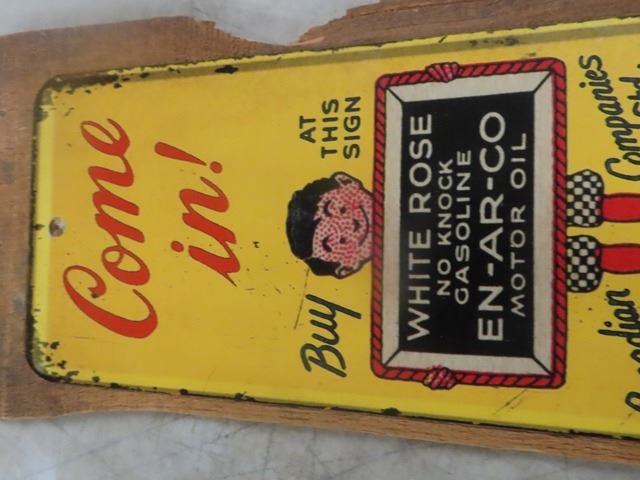 Come
in!
Buy AT
THIS
SIGN
WHITE ROSE
NO KNOCK
GASOLINE
EN-AR-CO
MOTOR OIL
Companies